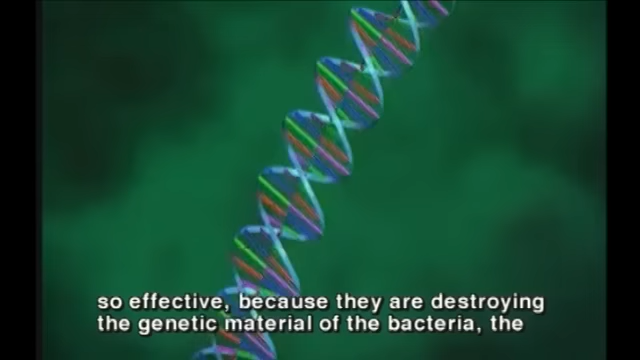 so effective, because they are destroying
the genetic material of the bacteria, the